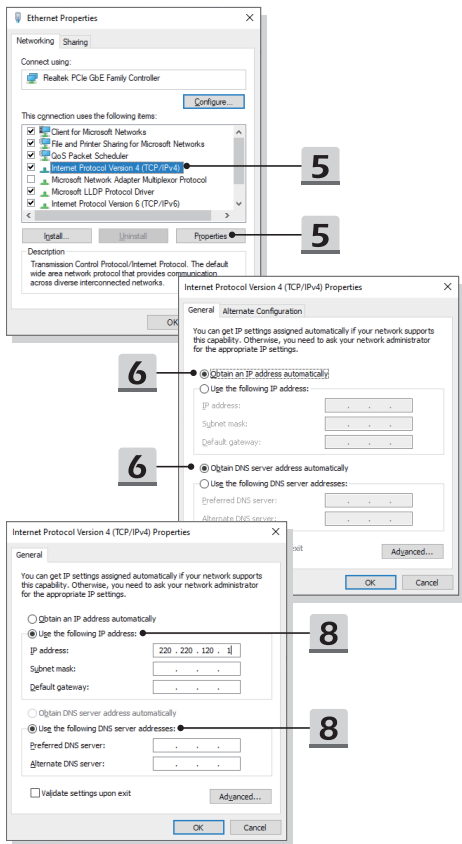 Ethernet Properties
Networking
Sharing
Connect using:
Realtek PCIe GbE Family Controller
Configure...
This connection uses the following items:
Client for Microsoft Networks
File and Printer Sharing for Microsoft Networks
QoS Packet Scheduler
Internet Protocol Version 4 (TCP/IPv4)
5
Microsoft Network Adapter Multiplexor Protocol
Microsoft LLDP Protocol Driver
Internet Protocol Version 6 (TCP/IPv6)
Install...
Uninstall
Properties
5
Description
Transmission Control Protocol/Internet Protocol. The default
wide area network protocol that provides communication
across diverse interconnected networks.
OK
Internet Protocol Version 4 (TCP/IPv4) Properties
General
Alternate Configuration
You can get IP settings assigned automatically if your network supports
this capability. Otherwise, you need to ask your network administrator
for the appropriate IP settings.
6
Obtain an IP address automatically
Use the following IP address:
IP address:
Subnet mask:
Default gateway:
6
Obtain DNS server address automatically
Use the following DNS server addresses:
Preferred DNS server:
Alternate DNS server:
exit
Advanced...
OK
Cancel
Internet Protocol Version 4 (TCP/IPv4) Properties
General
You can get IP settings assigned automatically if your network supports
this capability. Otherwise, you need to ask your network administrator
for the appropriate IP settings.
Obtain an IP address automatically
Use the following IP address:
8
IP address:
220 . 220 . 120 . 1
Subnet mask:
Default gateway:
Obtain DNS server address automatically
Use the following DNS server addresses:
8
Preferred DNS server:
Alternate DNS server:
Validate settings upon exit
Advanced...
OK
Cancel